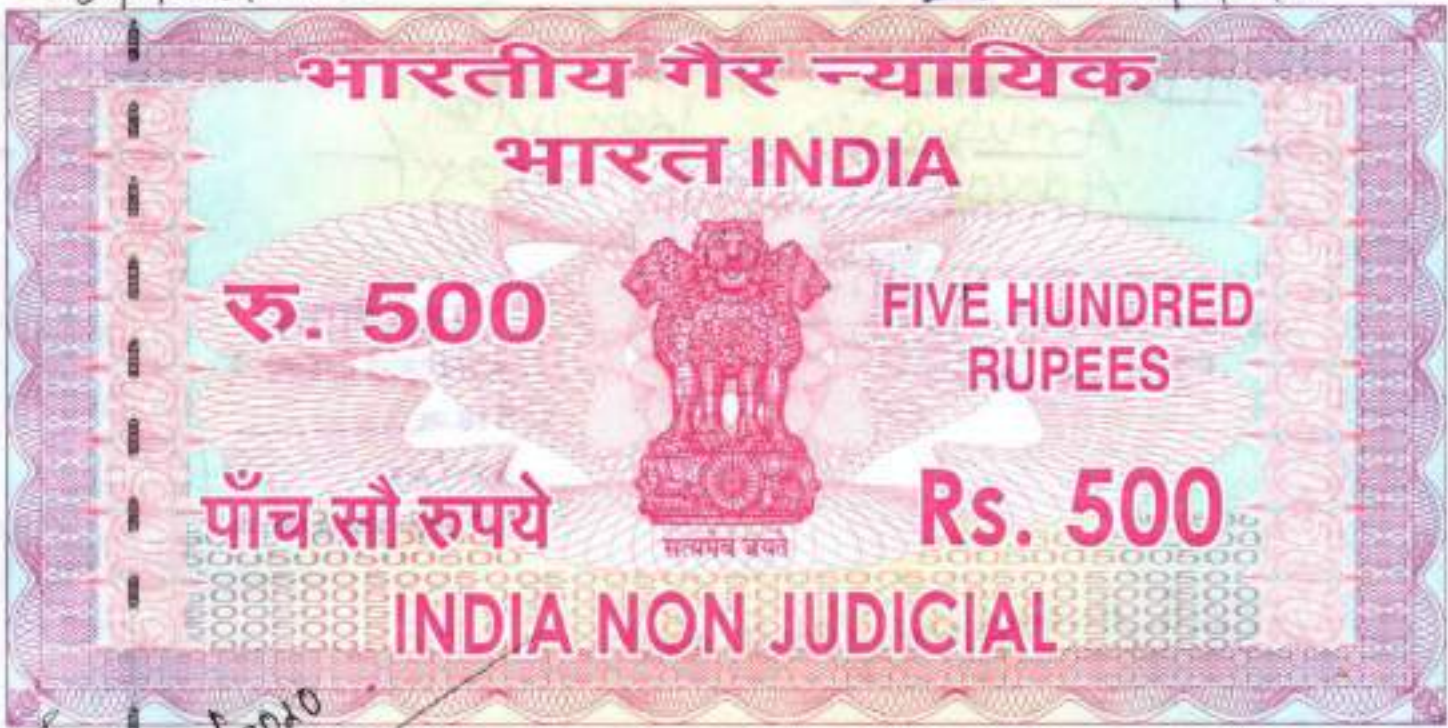 भारतीय गैर न्यायिक
भारत INDIA
रु. 500
FIVE HUNDRED
RUPEES
पाँच सौ रुपये
Rs. 500
सत्यमेव जयते
INDIA NON JUDICIAL